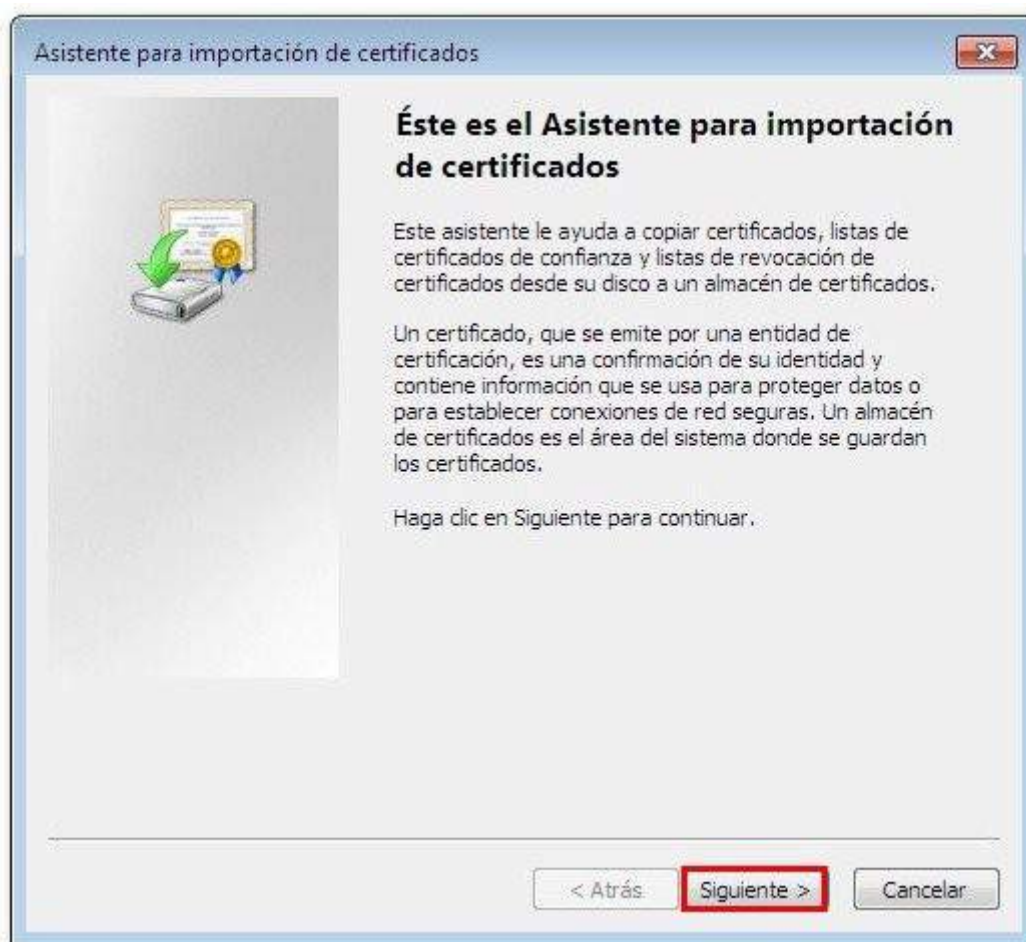 Asistente para importación de certificados
Éste es el Asistente para importación
de certificados
Este asistente le ayuda a copiar certificados, listas de
certificados de confianza y listas de revocación de
certificados desde su disco a un almacén de certificados.
Un certificado, que se emite por una entidad de
certificación, es una confirmación de su identidad y
contiene información que se usa para proteger datos o
para establecer conexiones de red seguras. Un almacén
de certificados es el área del sistema donde se guardan
los certificados.
Haga clic en Siguiente para continuar.
< Atrás Siguiente > Cancelar